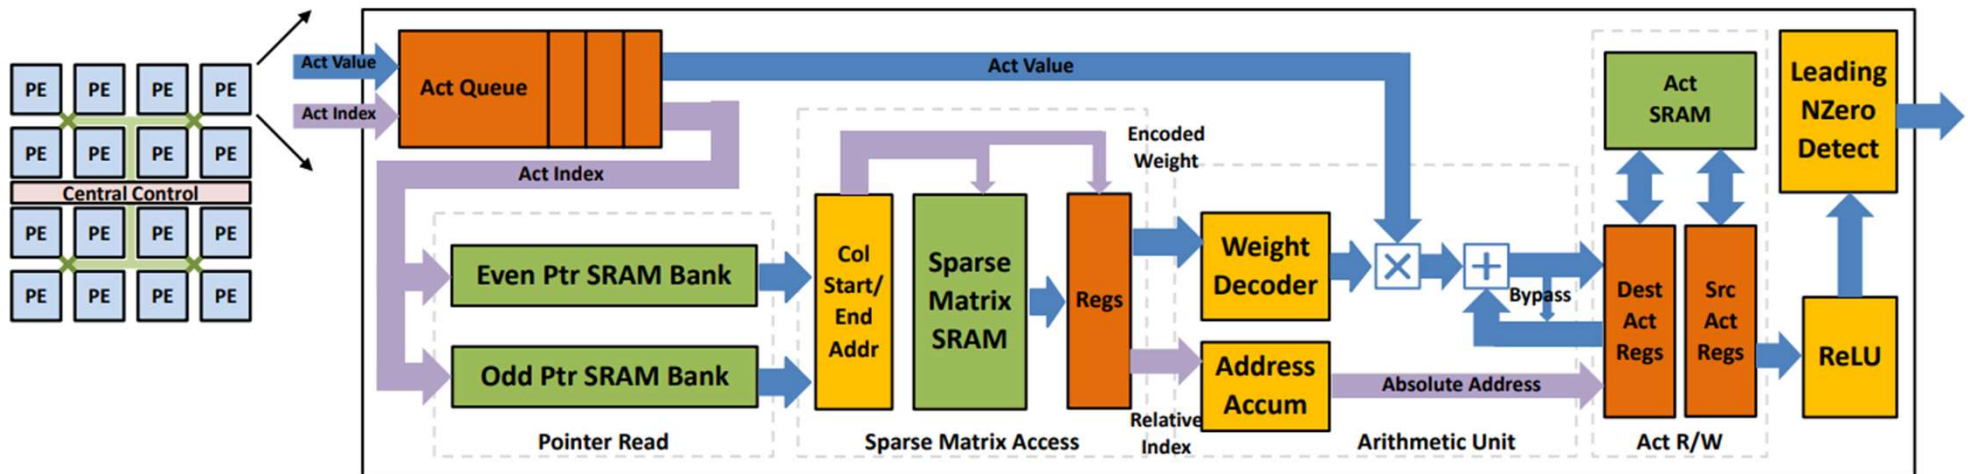 PE PE PE PE
PE PE PE PE
Central Control
PE PE PE PE
PE PE PE PE
Act Value
Act Index
Act Queue
Act Value
Act Index
Even Ptr SRAM Bank
Odd Ptr SRAM Bank
Pointer Read
Col
Start/
End
Addr
Sparse
Matrix
SRAM
Regs
Sparse Matrix Access
Encoded
Weight
Relative
Index
Weight
Decoder
Address
Accum
Bypass
Absolute Address
Arithmetic Unit
Act
SRAM
Dest
Act
Regs
Src
Act
Regs
Act R/W
Leading
NZero
Detect
ReLU